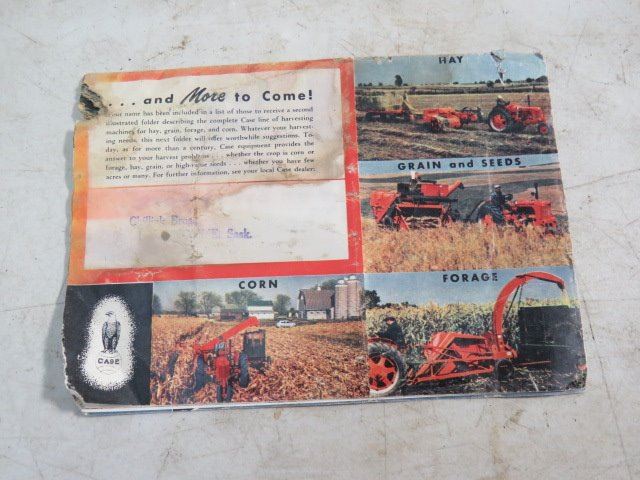 . . . and More to Come!
Your name has been included in a list of those to receive a second
illustrated folder describing the complete Case line of harvesting
machines for hay, grain, forage, and corn. Whatever your harvest-
ing needs, this next folder will offer worthwhile suggestions. To-
day, as for more than a century, Case equipment provides the
answer to your harvest problems . . . whether the crop is corn or
forage, hay, grain, or high-value seeds . . . whether you have few
acres or many. For further information, see your local Case dealer:
Sask.
HAY
GRAIN and SEEDS
CORN
FORAGE
CASE